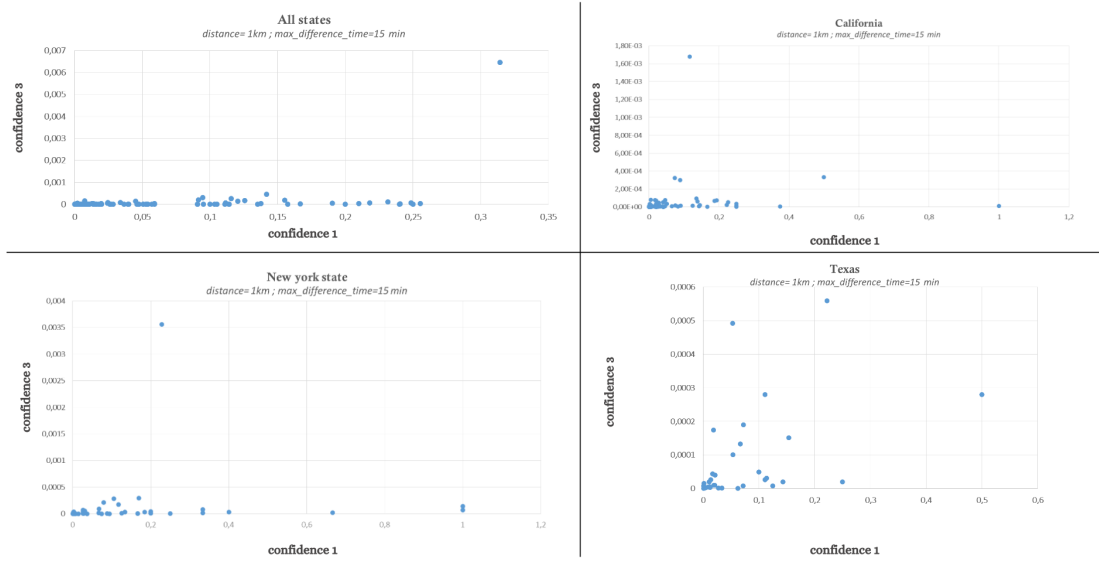 All states
distance= 1km ; max_difference_time=15 min
0,007
0,006
0,005
0,004
0,003
0,002
0,001
0
0 0,05 0,1 0,15 0,2 0,25 0,3 0,35
confidence 3
confidence 1
California
distance= 1km ; max_difference_time=15 min
1,80E-03
1,60E-03
1,40E-03
1,20E-03
1,00E-03
8,00E-04
6,00E-04
4,00E-04
2,00E-04
0,00E+00
0 0,2 0,4 0,6 0,8 1 1,2
confidence 3
confidence 1
New york state
distance= 1km ; max_difference_time=15 min
0,004
0,0035
0,003
0,0025
0,002
0,0015
0,001
0,0005
0
0 0,2 0,4 0,6 0,8 1 1,2
confidence 3
confidence 1
Texas
distance= 1km ; max_difference_time=15 min
0,0006
0,0005
0,0004
0,0003
0,0002
0,0001
0
0 0,1 0,2 0,3 0,4 0,5 0,6
confidence 3
confidence 1